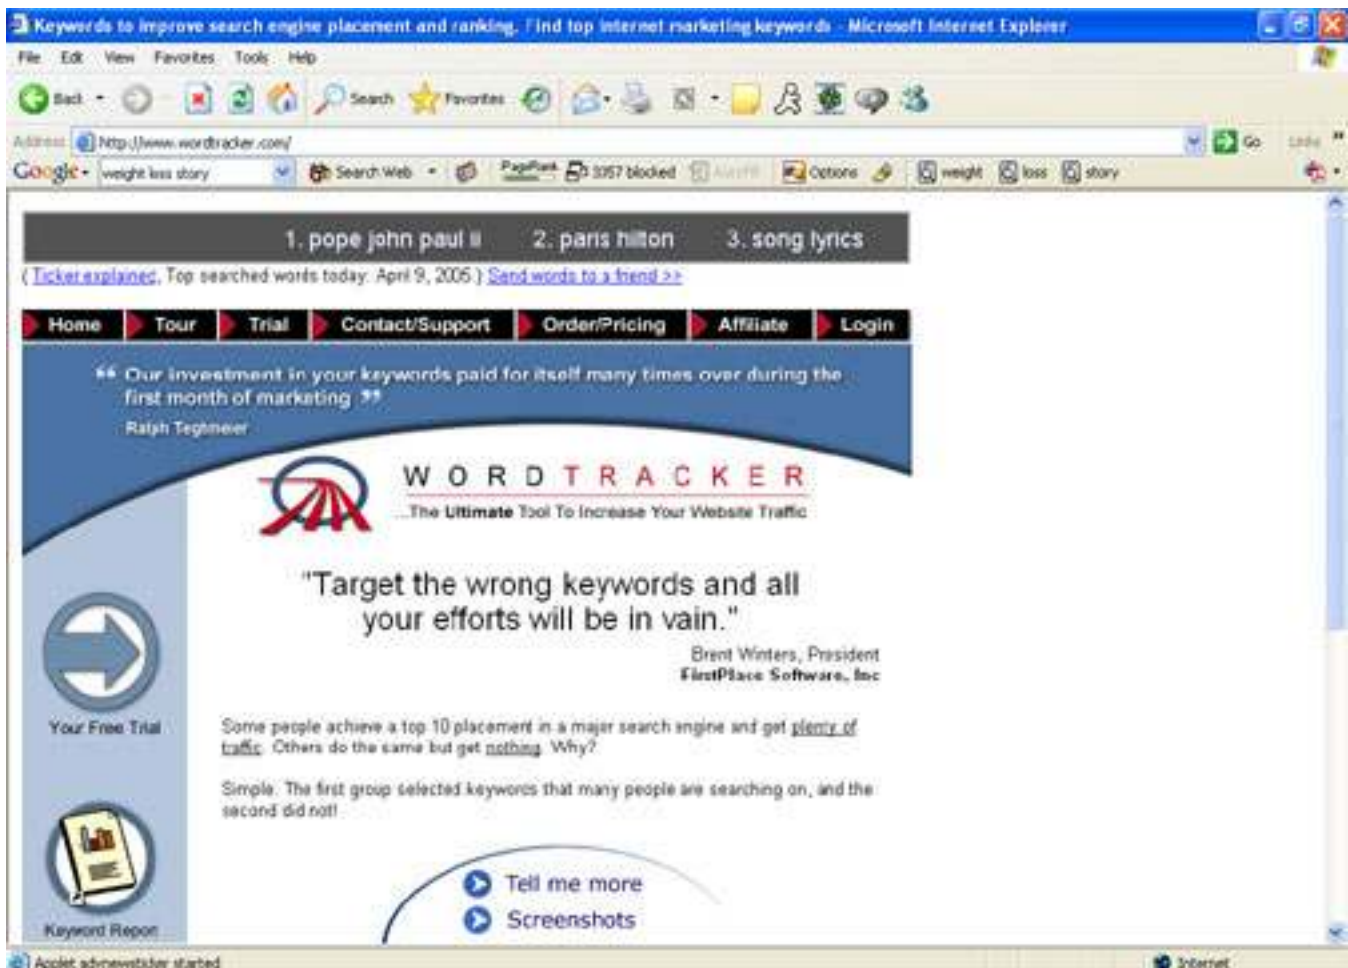 Keywords to improve search engine placement and ranking. Find top internet marketing keywords - Microsoft Internet Explorer
File Edit View Favorites Tools Help
Back Search Favorites
Address http://www.wordtracker.com/ Go Links »
Google weight loss story Search Web PageRank 3357 blocked AutoFill Options weight loss story
1. pope john paul ii 2. paris hilton 3. song lyrics
( Ticker explained, Top searched words today. April 9, 2005.) Send words to a friend >>
Home Tour Trial Contact/Support Order/Pricing Affiliate Login
“ Our investment in your keywords paid for itself many times over during the
first month of marketing ”
Ralph Tegtmeier
WORDTRACKER
...The Ultimate Tool To Increase Your Website Traffic
"Target the wrong keywords and all
your efforts will be in vain."
Brent Winters, President
FirstPlace Software, Inc
Your Free Trial
Some people achieve a top 10 placement in a major search engine and get plenty of
traffic. Others do the same but get nothing. Why?
Simple. The first group selected keywords that many people are searching on, and the
second did not!
Tell me more
Screenshots
Keyword Report
Applet advnewsticker started Internet